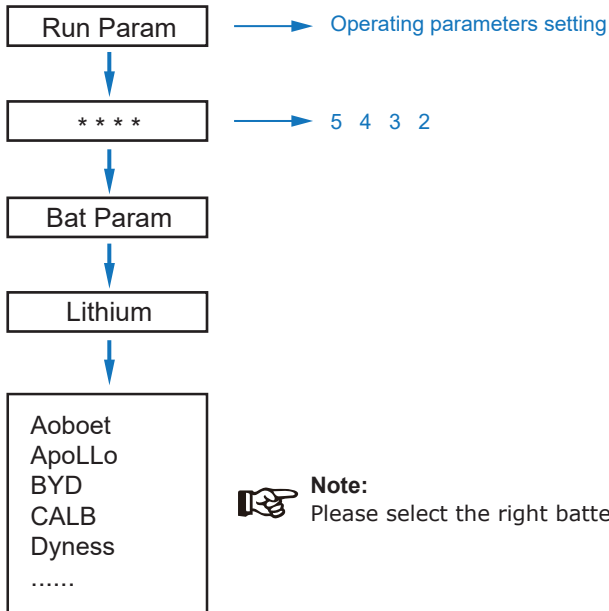 Run Param
Operating parameters setting
* * * *
5 4 3 2
Bat Param
Lithium
Aoboet
ApoLLo
BYD
CALB
Dyness
......
Note:
Please select the right